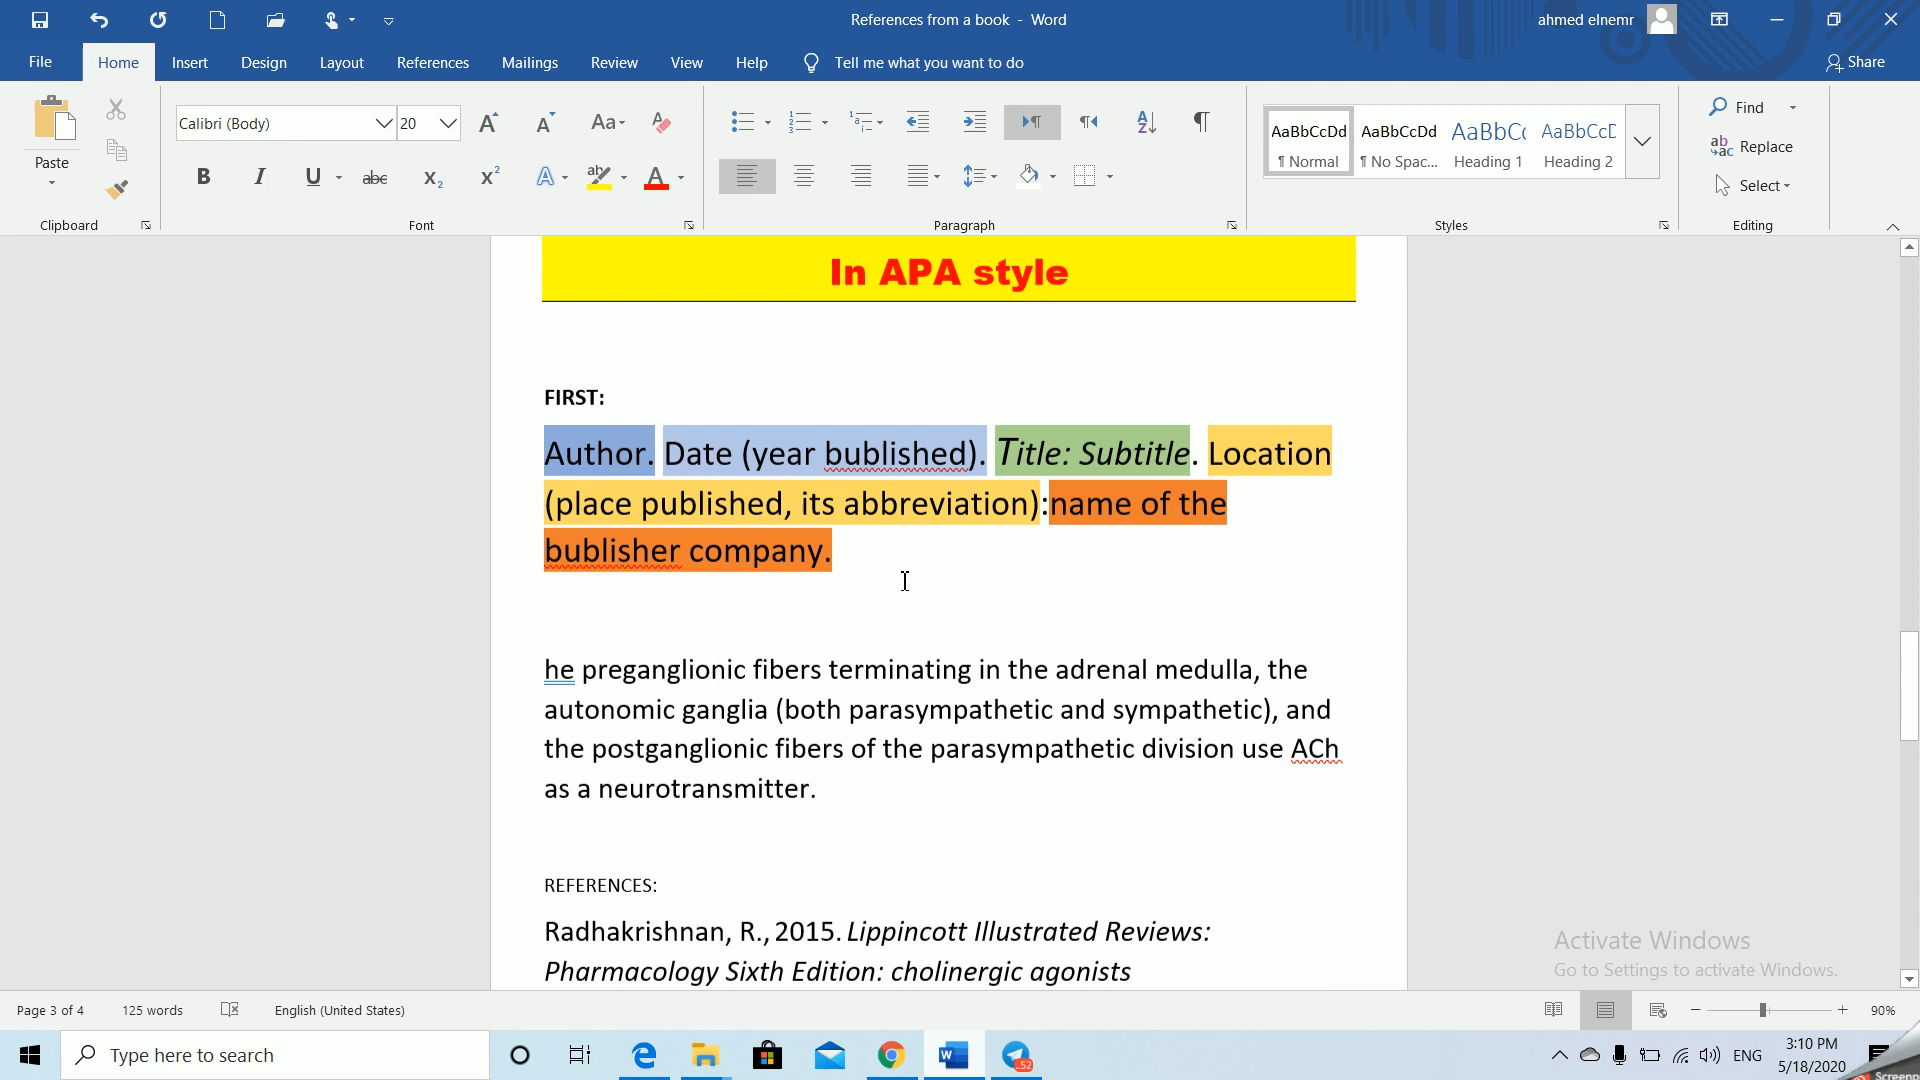 References from a book - Word
ahmed elnemr
File Home Insert Design Layout References Mailings Review View Help Tell me what you want to do Share
Paste
Clipboard
Calibri (Body) 20
Font
Paragraph
AaBbCcDd AaBbCcDd AaBbCc AaBbCcD
¶ Normal ¶ No Spac... Heading 1 Heading 2
Styles
Find
Replace
Select
Editing
In APA style
FIRST:
Author. Date (year bublished). Title: Subtitle. Location
(place published, its abbreviation):name of the
bublisher company.
he preganglionic fibers terminating in the adrenal medulla, the
autonomic ganglia (both parasympathetic and sympathetic), and
the postganglionic fibers of the parasympathetic division use ACh
as a neurotransmitter.
REFERENCES:
Radhakrishnan, R., 2015. Lippincott Illustrated Reviews:
Pharmacology Sixth Edition: cholinergic agonists
Activate Windows
Go to Settings to activate Windows.
Page 3 of 4 125 words English (United States) 90%
Type here to search
52
ENG
3:10 PM
5/18/2020